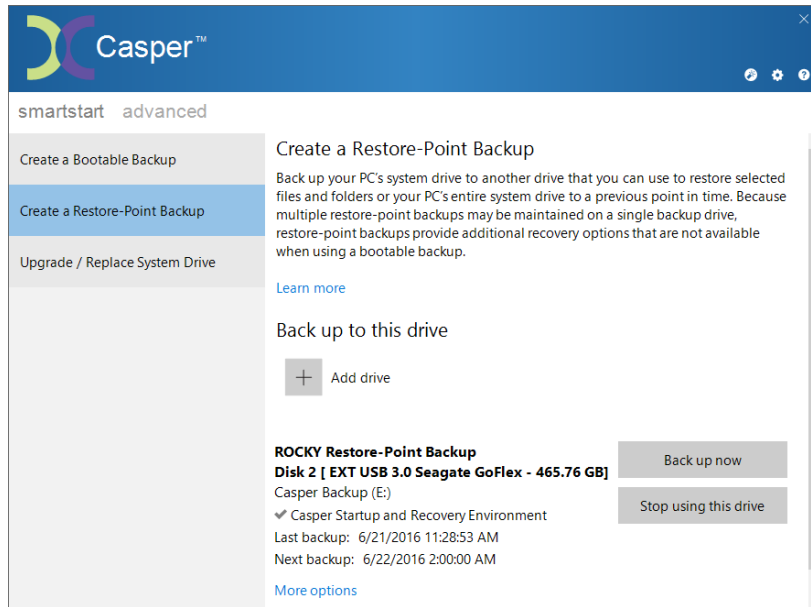 Casper™
smartstart advanced
Create a Bootable Backup
Create a Restore-Point Backup
Upgrade / Replace System Drive
Create a Restore-Point Backup
Back up your PC's system drive to another drive that you can use to restore selected
files and folders or your PC's entire system drive to a previous point in time. Because
multiple restore-point backups may be maintained on a single backup drive,
restore-point backups provide additional recovery options that are not available
when using a bootable backup.
Learn more
Back up to this drive
Add drive
ROCKY Restore-Point Backup
Disk 2 [ EXT USB 3.0 Seagate GoFlex - 465.76 GB]
Casper Backup (E:)
Casper Startup and Recovery Environment
Last backup: 6/21/2016 11:28:53 AM
Next backup: 6/22/2016 2:00:00 AM
More options
Back up now
Stop using this drive